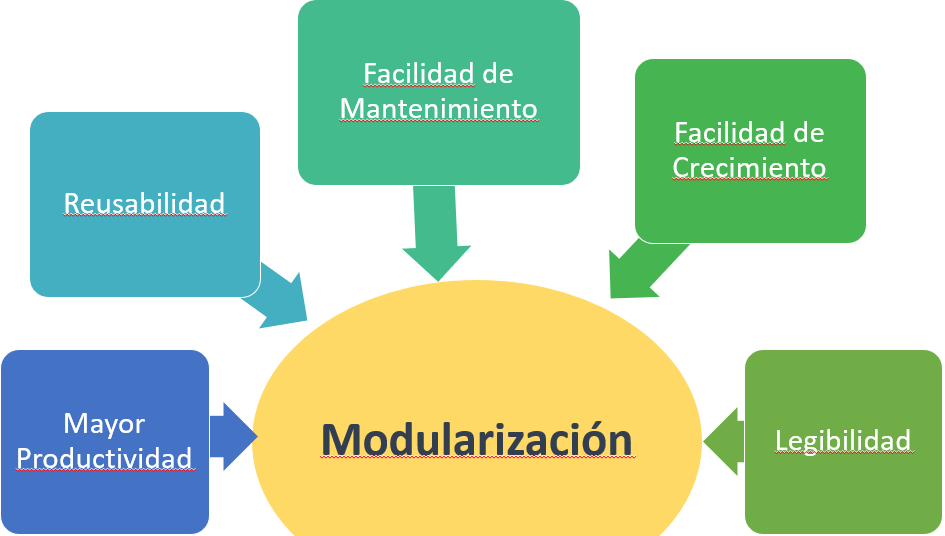 Facilidad de
Mantenimiento
Facilidad de
Crecimiento
Reusabilidad
Mayor
Productividad
Modularización
Legibilidad